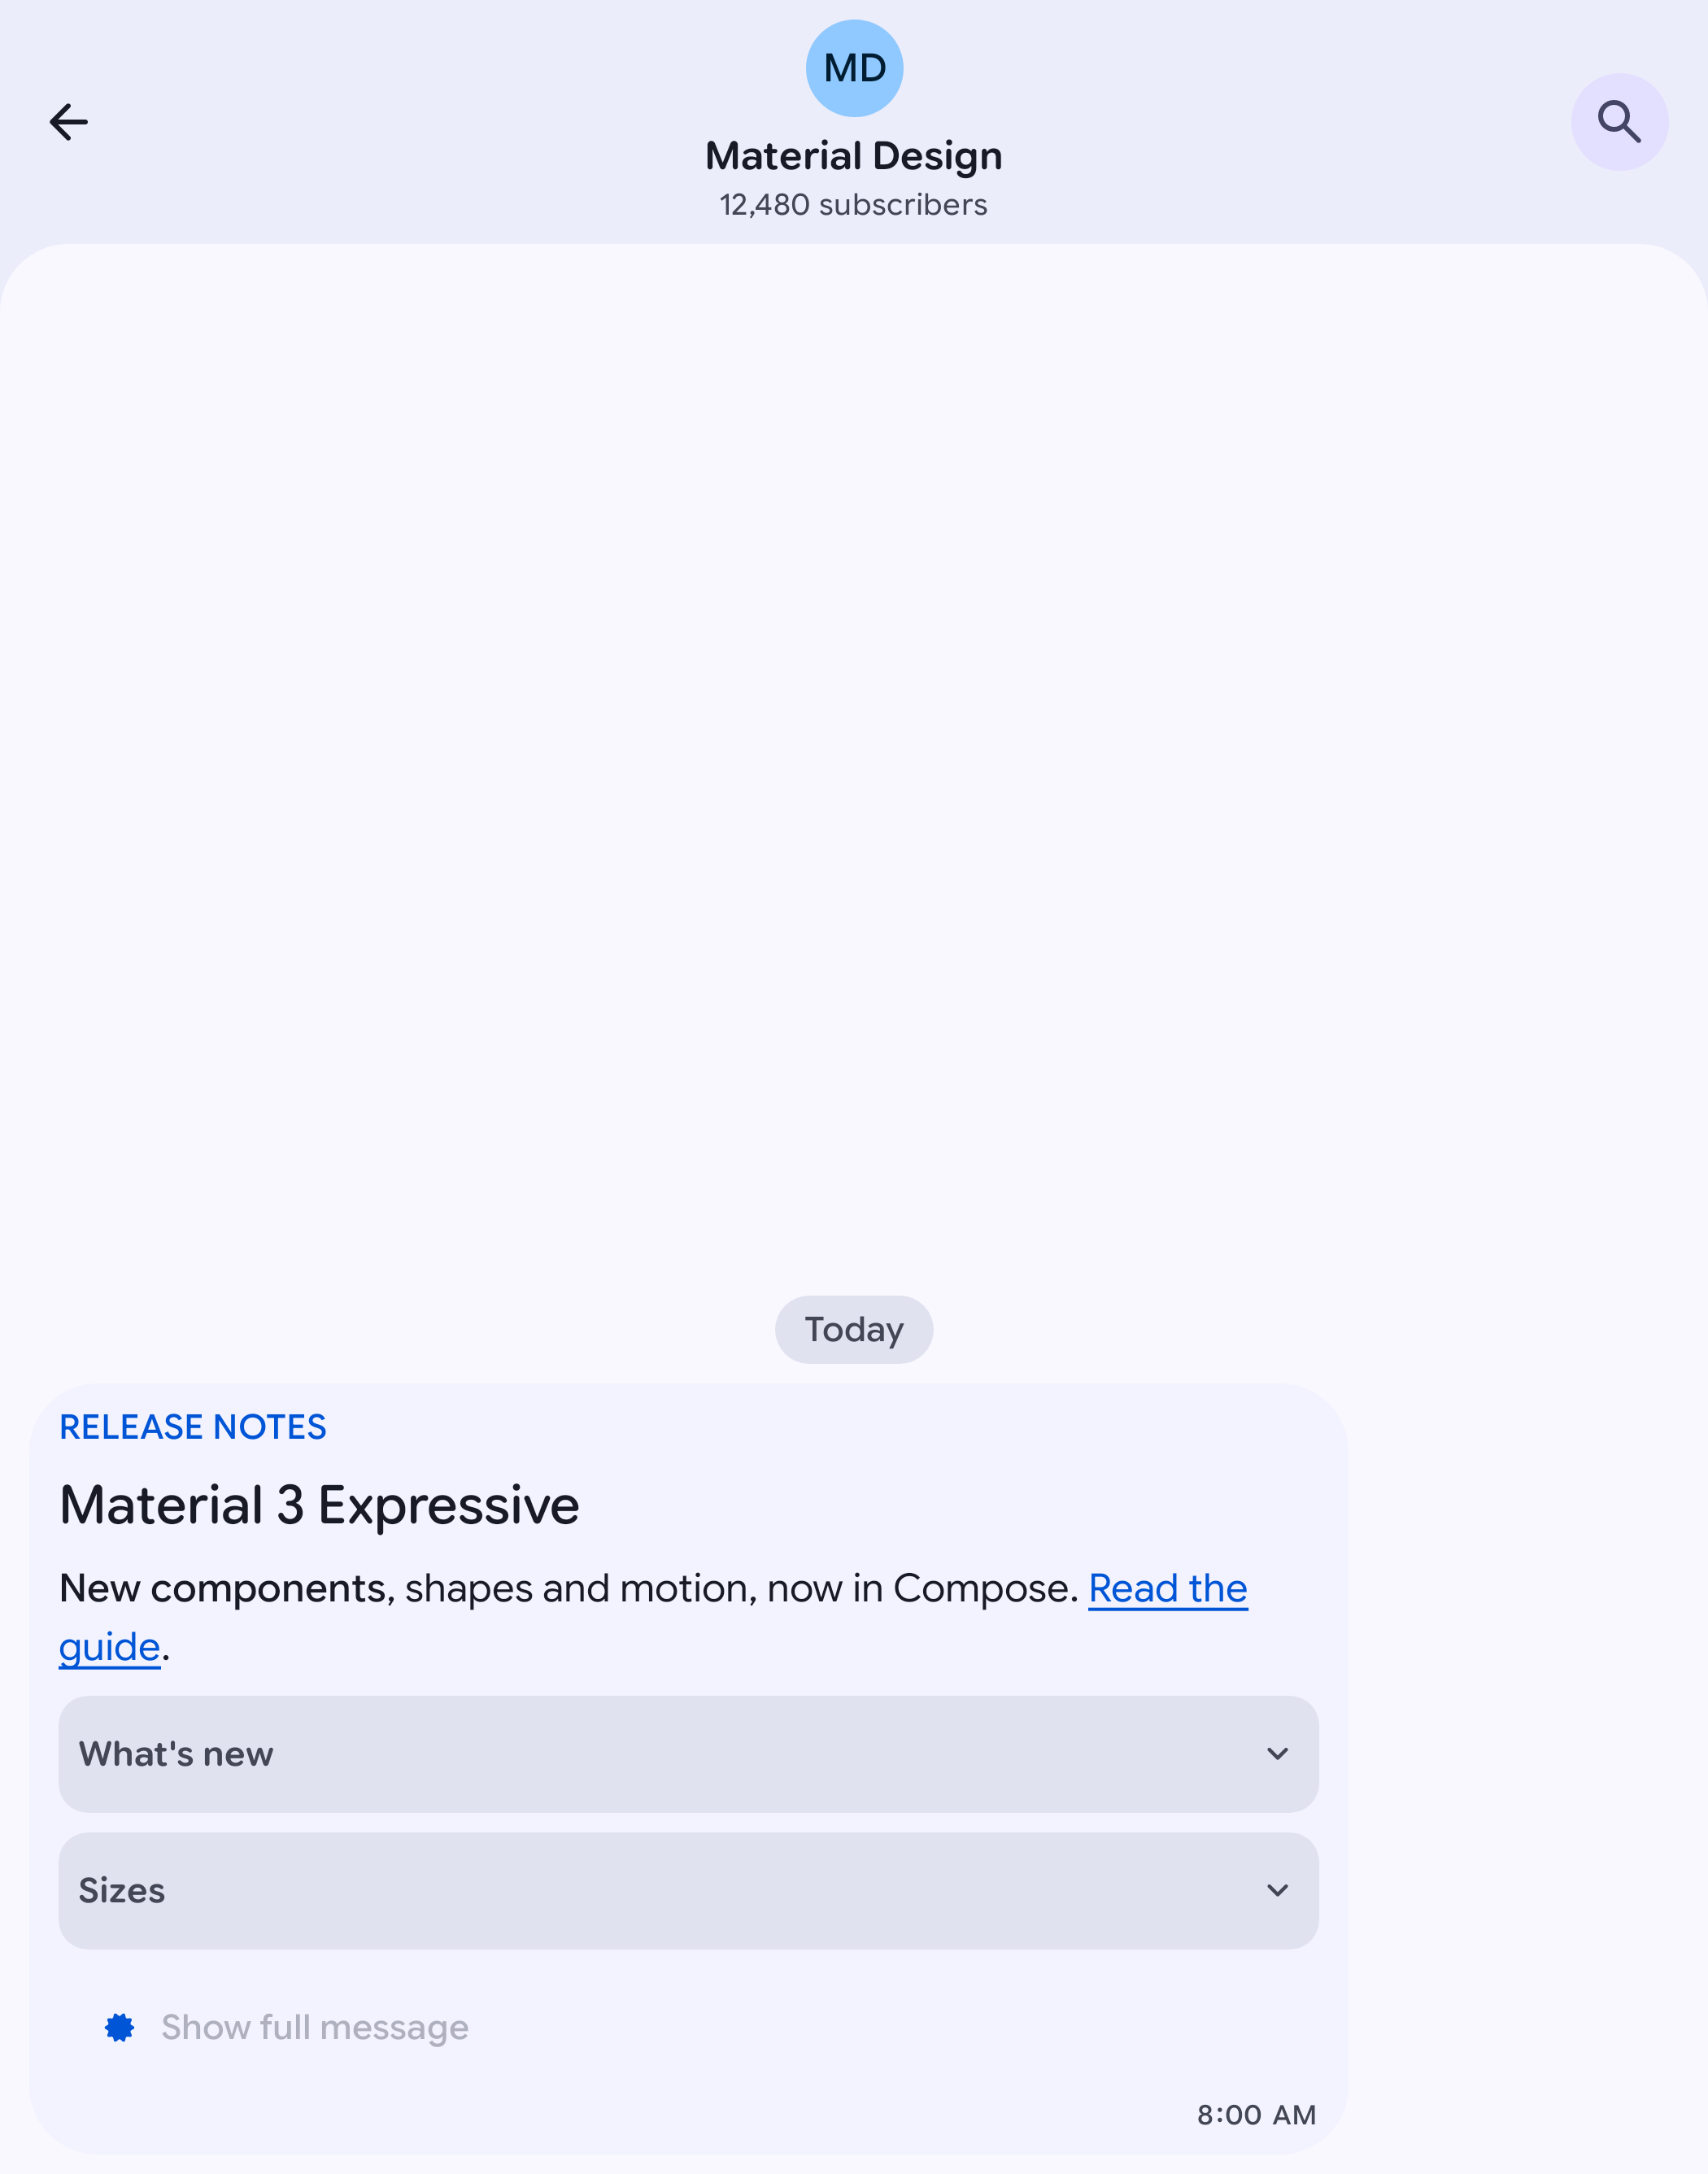 MD
Material Design
12,480 subscribers
Today
RELEASE NOTES
Material 3 Expressive
New components, shapes and motion, now in Compose. Read the
guide.
What's new
Sizes
Show full message
8:00 AM